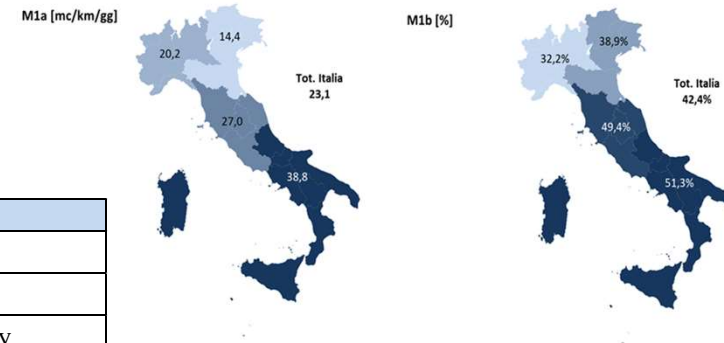 M1a [mc/km/gg]
14,4
20,2
Tot. Italia
23,1
27,0
38,8
M1b [%]
38,9%
32,2%
Tot. Italia
42,4%
49,4%
51,3%
v